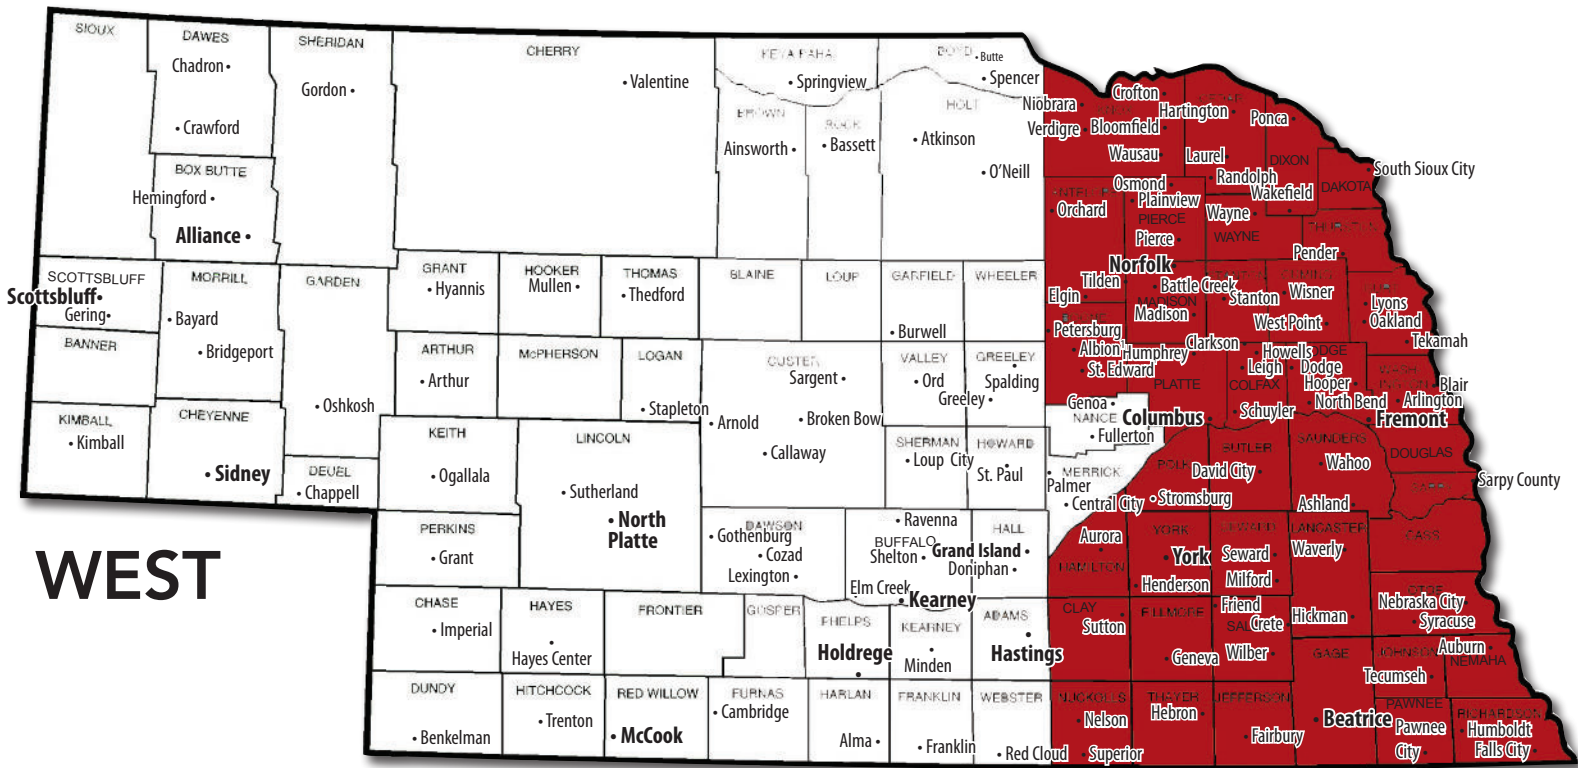 SIOUX
DAWES
Chadron
Crawford
SHERIDAN
Gordon
CHERRY
Valentine
KEYA PAHA
Springview
BOYD
Butte
Spencer
BROWN
Ainsworth
ROCK
Bassett
HOLT
Atkinson
O'Neill
Niobrara
Verdigre
Crofton
Bloomfield
Wausau
Hartington
Laurel
Randolph
Ponca
DIXON
Wakefield
DAKOTA
South Sioux City
BOX BUTTE
Hemingford
Alliance
Orchard
Osmond
Plainview
PIERCE
Pierce
Wayne
WAYNE
Pender
SCOTTSBLUFF
Scottsbluff
Gering
MORRILL
Bayard
Bridgeport
GARDEN
Oshkosh
GRANT
Hyannis
HOOKER
Mullen
THOMAS
Thedford
BLAINE
LOUP
GARFIELD
Burwell
WHEELER
Elgin
Tilden
Norfolk
Battle Creek
MADISON
Madison
Stanton
Wisner
West Point
Lyons
Oakland
Tekamah
BANNER
ARTHUR
Arthur
McPHERSON
LOGAN
Stapleton
CUSTER
Sargent
Arnold
Broken Bow
Callaway
VALLEY
Ord
GREELEY
Spalding
Greeley
Petersburg
Albion
St. Edward
Humphrey
PLATTE
Clarkson
Leigh
COLFAX
Schuyler
Howells
DODGE
Dodge
Hooper
North Bend
Fremont
Blair
Arlington
KIMBALL
Kimball
CHEYENNE
Sidney
DEUEL
Chappell
KEITH
Ogallala
LINCOLN
Sutherland
North
Platte
SHERMAN
Loup City
HOWARD
St. Paul
NANCE
Genoa
Fullerton
Columbus
MERRICK
Palmer
Central City
POLK
Stromsburg
BUTLER
David City
SAUNDERS
Wahoo
Ashland
DOUGLAS
Sarpy County
WEST
PERKINS
Grant
DAWSON
Gothenburg
Cozad
Lexington
BUFFALO
Ravenna
Shelton
Elm Creek
Kearney
HALL
Grand Island
Doniphan
Aurora
HAMILTON
YORK
York
Henderson
SEWARD
Seward
Milford
LANCASTER
Waverly
Hickman
CASS
CHASE
Imperial
HAYES
Hayes Center
FRONTIER
GOSPER
PHELPS
Holdrege
KEARNEY
Minden
ADAMS
Hastings
CLAY
Sutton
FILLMORE
Geneva
Friend
Crete
Wilber
GAGE
Beatrice
OTOE
Nebraska City
Syracuse
JOHNSON
Tecumseh
Auburn
NEMAHA
DUNDY
Benkelman
HITCHCOCK
Trenton
RED WILLOW
McCook
FURNAS
Cambridge
HARLAN
Alma
FRANKLIN
Franklin
WEBSTER
Red Cloud
NUCKOLLS
Nelson
Superior
THAYER
Hebron
JEFFERSON
Fairbury
PAWNEE
Pawnee
City
RICHARDSON
Humboldt
Falls City